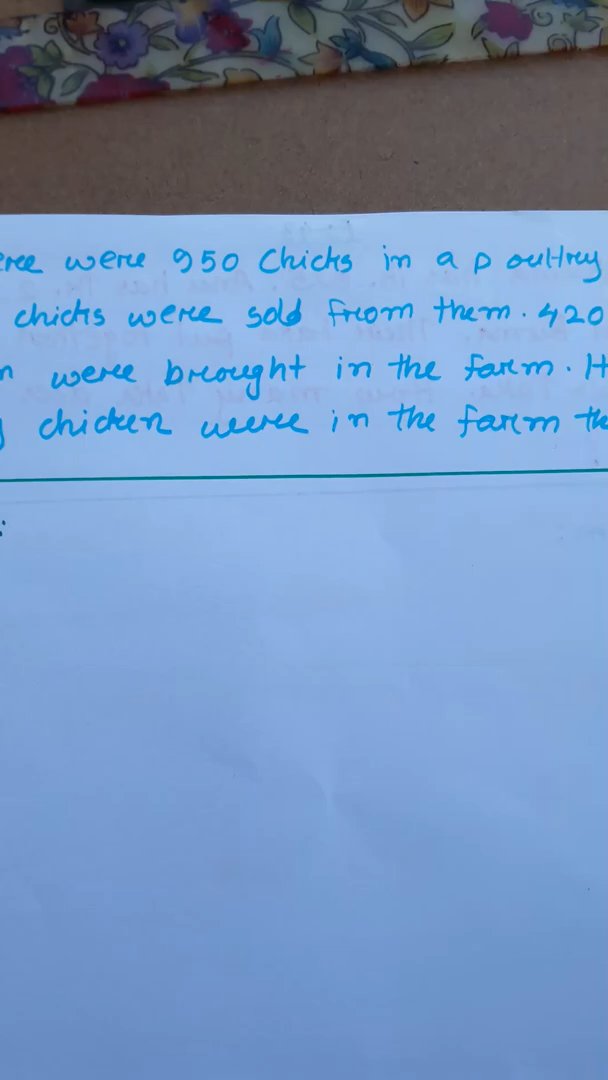 were 950 Chicks in a poultry
chicks were sold from them. 420
were brought in the farm.
chicken were in the farm